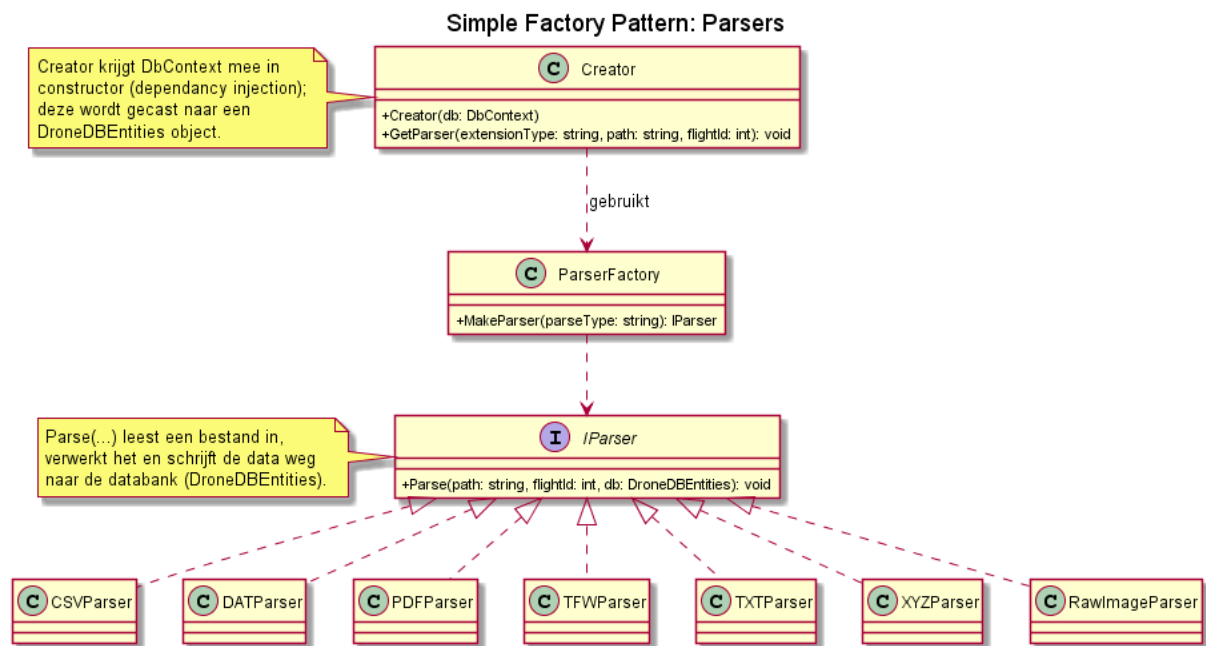 Simple Factory Pattern: Parsers
Creator krijgt DbContext mee in
constructor (dependancy injection);
deze wordt gecast naar een
DroneDBEntities object.
C Creator
+Creator(db: DbContext)
+GetParser(extensionType: string, path: string, flightId: int): void
gebruikt
C ParserFactory
+MakeParser(parseType: string): IParser
Parse(...) leest een bestand in,
verwerkt het en schrijft de data weg
naar de databank (DroneDBEntities).
I IParser
+Parse(path: string, flightId: int, db: DroneDBEntities): void
C CSVParser
C DATParser
C PDFParser
C TFWParser
C TXTParser
C XYZParser
C RawImageParser